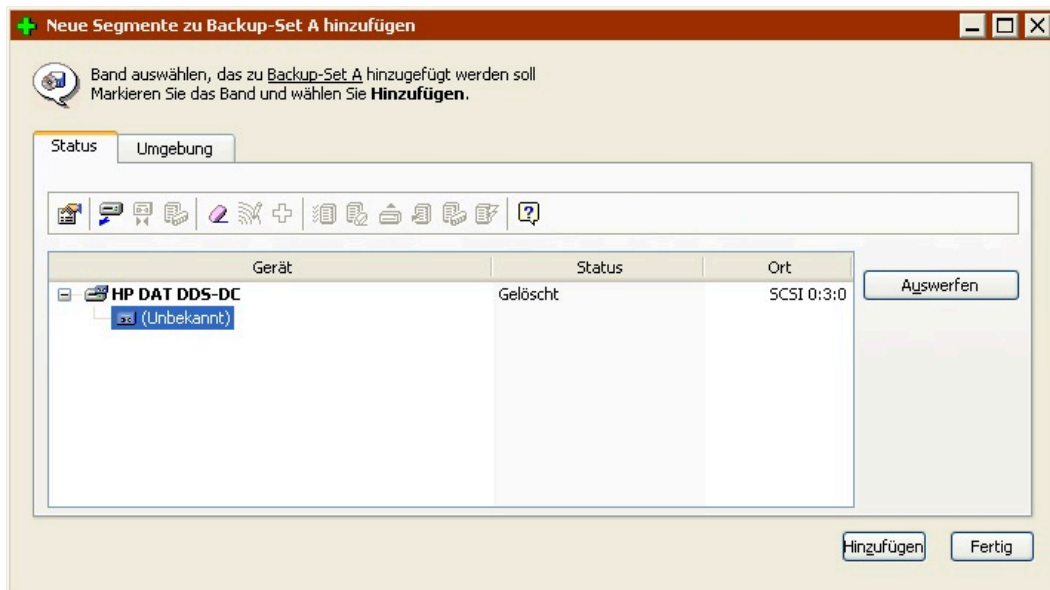 Neue Segmente zu Backup-Set A hinzufügen
Band auswählen, das zu Backup-Set A hinzugefügt werden soll
Markieren Sie das Band und wählen Sie Hinzufügen.
Status Umgebung
Gerät Status Ort
HP DAT DDS-DC Gelöscht SCSI 0:3:0
(Unbekannt)
Auswerfen
Hinzufügen Fertig